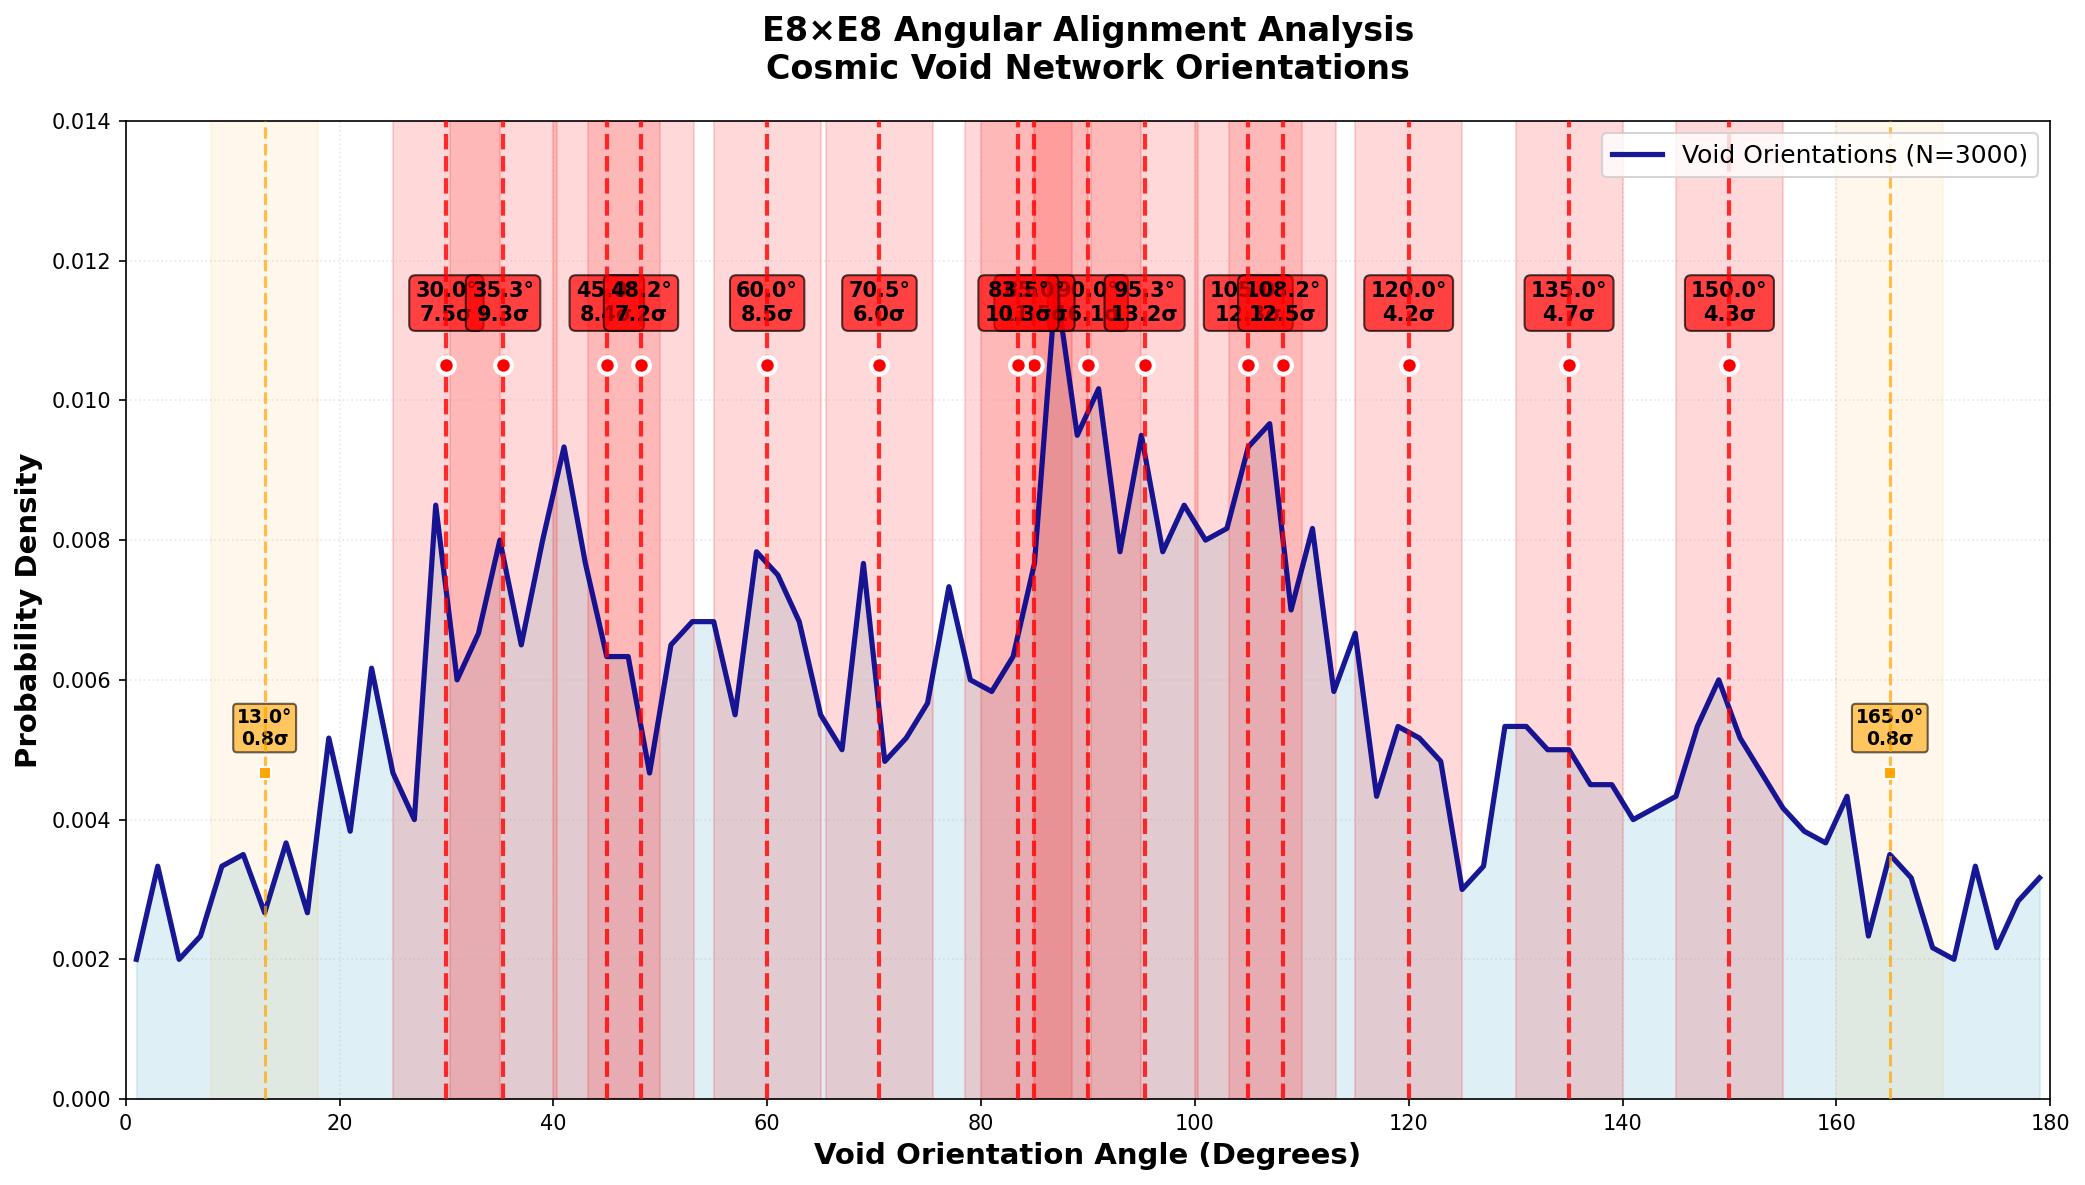 E8×E8 Angular Alignment Analysis
Cosmic Void Network Orientations
Void Orientations (N=3000)
Probability Density
0.014
0.012
0.010
0.008
0.006
0.004
0.002
0.000
13.0°
0.8σ
30.0°
7.5σ
35.3°
9.3σ
48.2°
7.2σ
60.0°
8.5σ
70.5°
6.0σ
95.3°
13.2σ
108.2°
12.5σ
120.0°
4.2σ
135.0°
4.7σ
150.0°
4.3σ
165.0°
0.8σ
0
20
40
60
80
100
120
140
160
180
Void Orientation Angle (Degrees)